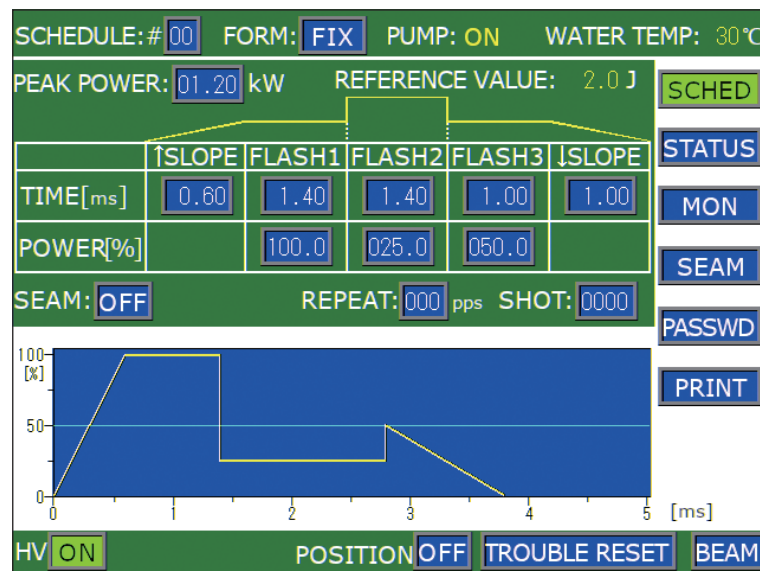 SCHEDULE:# 00 FORM: FIX PUMP: ON WATER TEMP: 30℃
PEAK POWER: 01.20 kW REFERENCE VALUE: 2.0 J
SCHED
↑SLOPE FLASH1 FLASH2 FLASH3 ↓SLOPE
STATUS
TIME[ms] 0.60 1.40 1.40 1.00 1.00
MON
POWER[%] 100.0 025.0 050.0
SEAM
SEAM: OFF REPEAT: 000 pps SHOT: 0000
PASSWD
PRINT
100
[%]
50
0
0 1 2 3 4 5 [ms]
HV ON POSITION OFF TROUBLE RESET BEAM